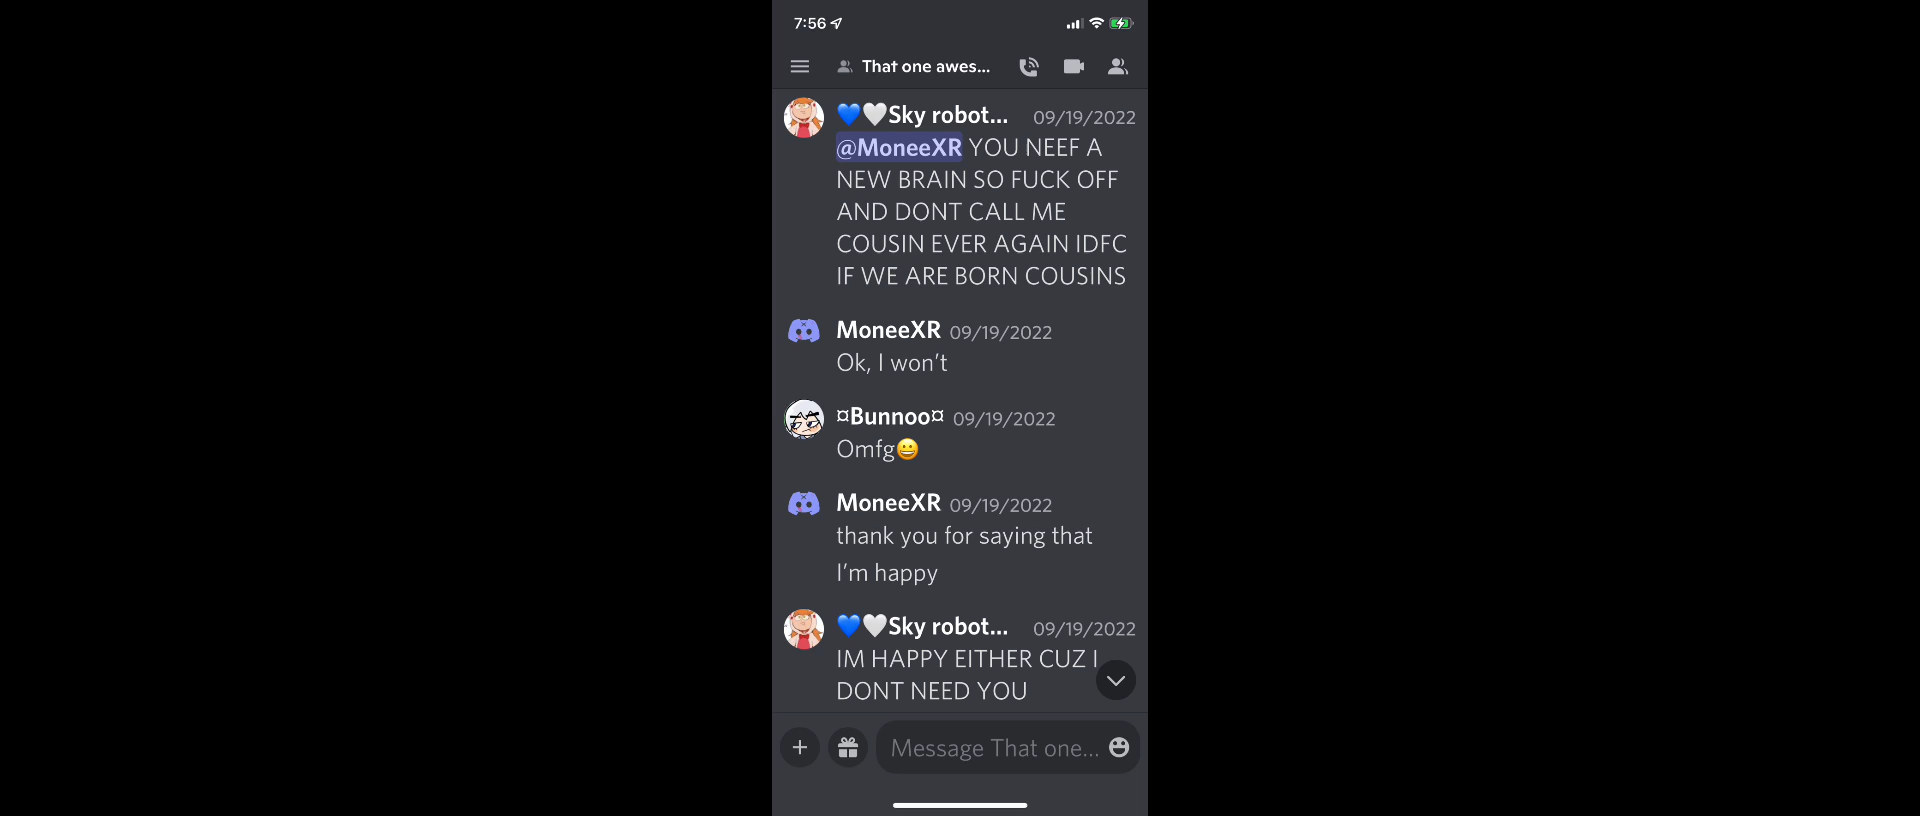 7:56
That one awes...
💙🤍Sky robot... 09/19/2022
@MoneeXR YOU NEEF A
NEW BRAIN SO FUCK OFF
AND DONT CALL ME
COUSIN EVER AGAIN IDFC
IF WE ARE BORN COUSINS
MoneeXR 09/19/2022
Ok, I won't
¤Bunnoo¤ 09/19/2022
Omfg😀
MoneeXR 09/19/2022
thank you for saying that
I'm happy
💙🤍Sky robot... 09/19/2022
IM HAPPY EITHER CUZ I
DONT NEED YOU
Message That one...